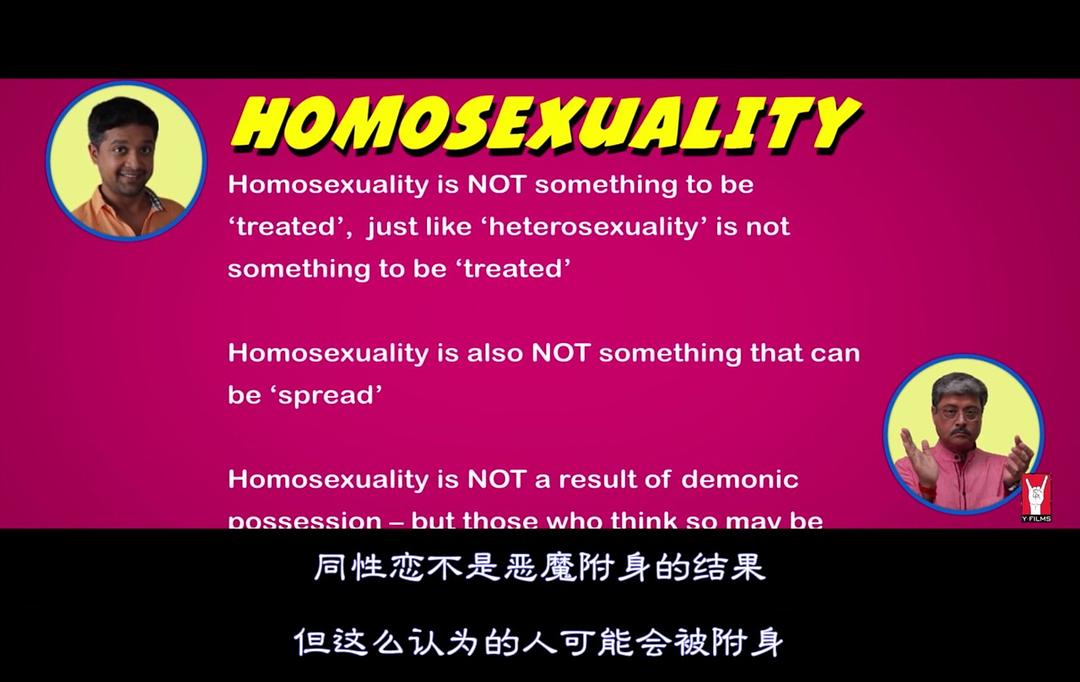 HOMOSEXUALITY
Homosexuality is NOT something to be
‘treated’, just like ‘heterosexuality’ is not
something to be ‘treated’
Homosexuality is also NOT something that can
be ‘spread’
Homosexuality is NOT a result of demonic
possession – but those who think so may be
Y-FILMS
同性恋不是恶魔附身的结果
但这么认为的人可能会被附身